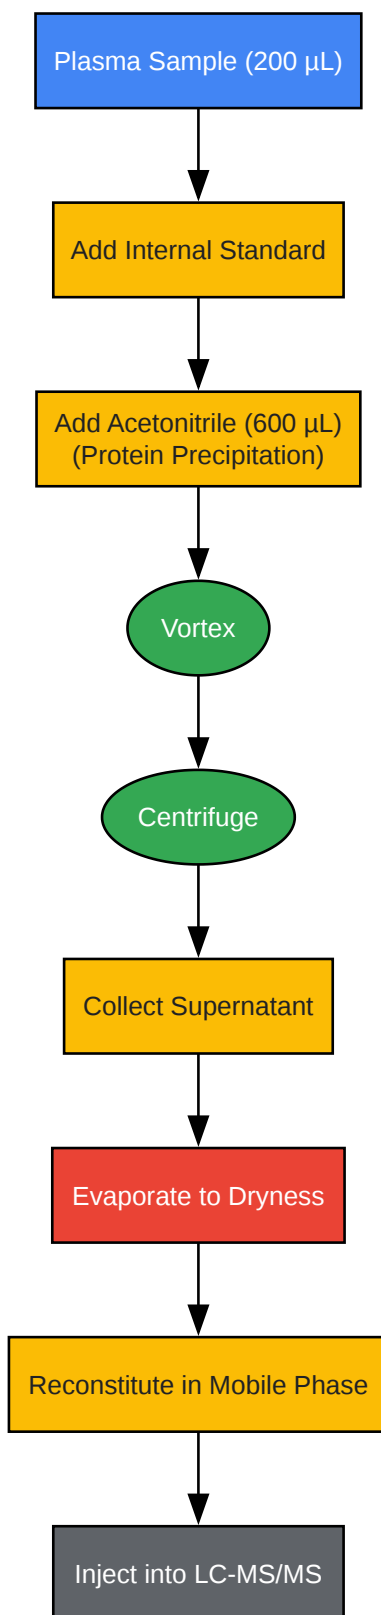 Plasma Sample (200 µL)
Add Internal Standard
Add Acetonitrile (600 µL)
(Protein Precipitation)
Vortex
Centrifuge
Collect Supernatant
Evaporate to Dryness
Reconstitute in Mobile Phase
Inject into LC-MS/MS